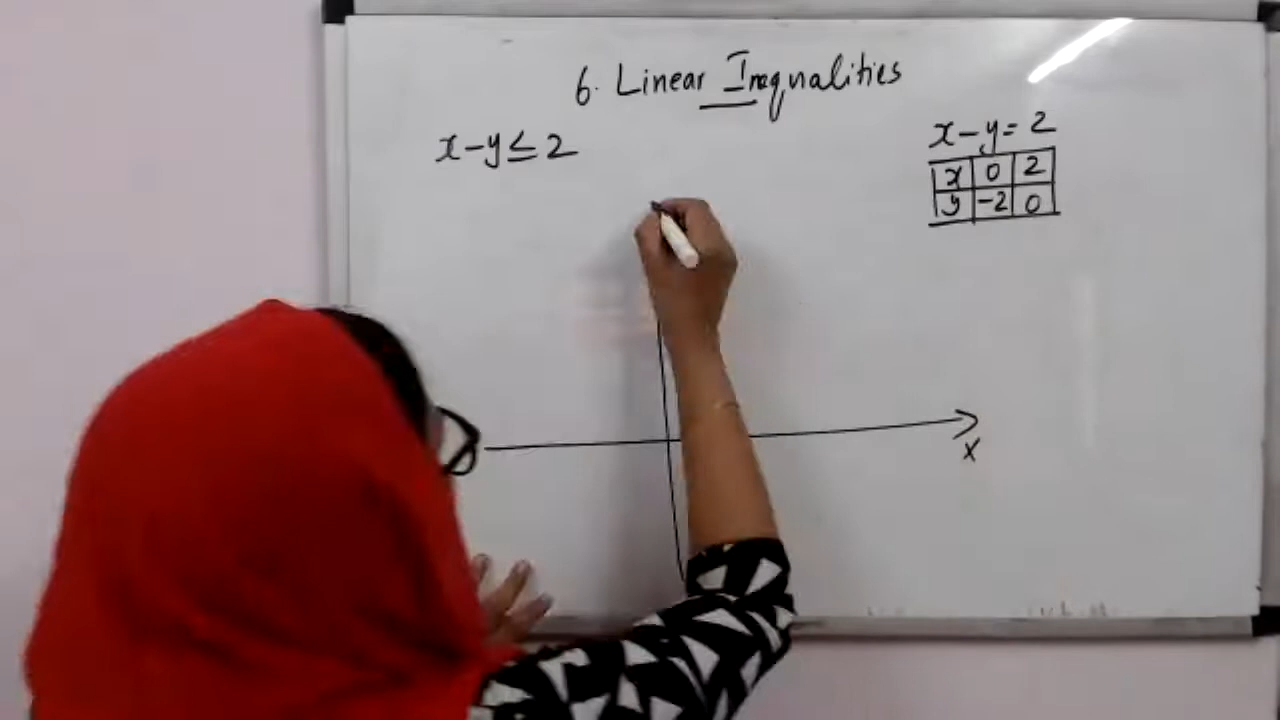 6. Linear Inequalities
x-y≤2
x-y=2
x 0 2
y -2 0
x